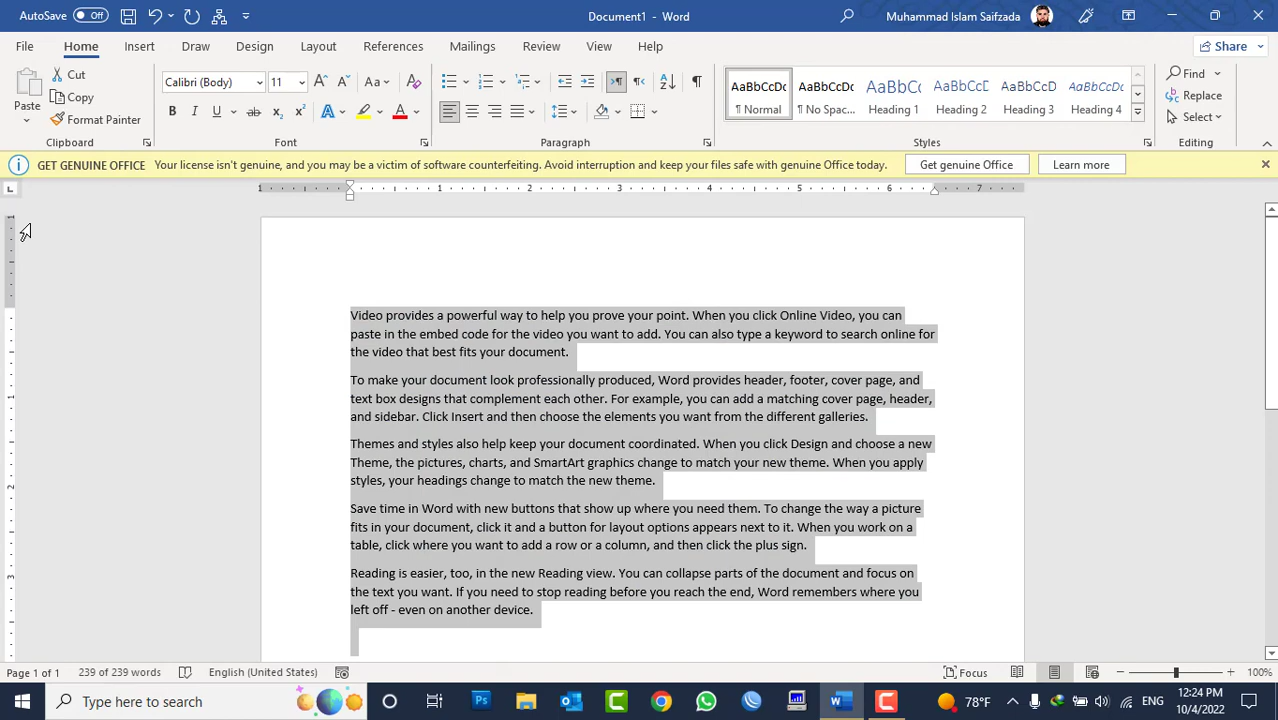 AutoSave Off Document1 - Word Muhammad Islam Saifzada
File Home Insert Draw Design Layout References Mailings Review View Help Share
Paste Cut Copy Format Painter
Calibri (Body) 11 Aa
B I U ab x₂ x² A A
AaBbCcDc AaBbCcDc AaBbCc AaBbCcD AaBbCcD AaBbCcDc
¶ Normal ¶ No Spac... Heading 1 Heading 2 Heading 3 Heading 4
Find
Replace
Select
Clipboard Font Paragraph Styles Editing
GET GENUINE OFFICE Your license isn't genuine, and you may be a victim of software counterfeiting. Avoid interruption and keep your files safe with genuine Office today. Get genuine Office Learn more
1 1 2 3 4 5 6 7
Video provides a powerful way to help you prove your point. When you click Online Video, you can
paste in the embed code for the video you want to add. You can also type a keyword to search online for
the video that best fits your document.
To make your document look professionally produced, Word provides header, footer, cover page, and
text box designs that complement each other. For example, you can add a matching cover page, header,
and sidebar. Click Insert and then choose the elements you want from the different galleries.
Themes and styles also help keep your document coordinated. When you click Design and choose a new
Theme, the pictures, charts, and SmartArt graphics change to match your new theme. When you apply
styles, your headings change to match the new theme.
Save time in Word with new buttons that show up where you need them. To change the way a picture
fits in your document, click it and a button for layout options appears next to it. When you work on a
table, click where you want to add a row or a column, and then click the plus sign.
Reading is easier, too, in the new Reading view. You can collapse parts of the document and focus on
the text you want. If you need to stop reading before you reach the end, Word remembers where you
left off - even on another device.
Page 1 of 1 239 of 239 words English (United States) Focus 100%
Type here to search 78°F ENG 12:24 PM
10/4/2022